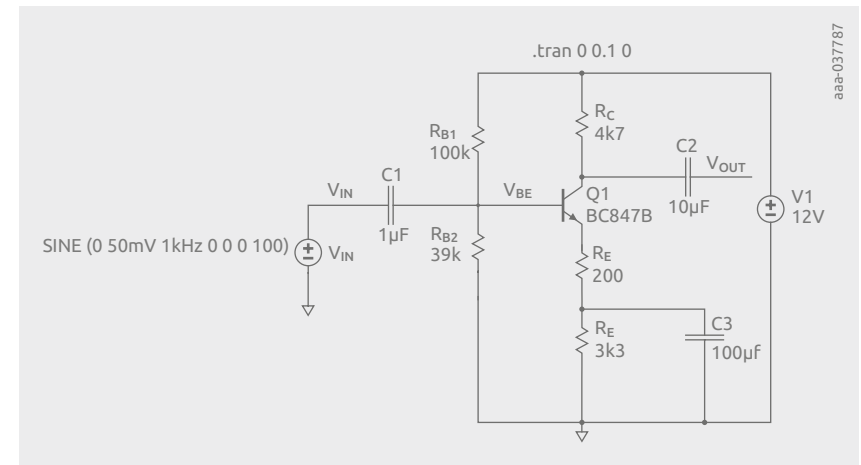 aaa-037787
.tran 0 0.1 0
RC
4k7
RB1
100k
C2
VOUT
C1
VIN
VBE
Q1
BC847B
10µF
V1
12V
1µF
RB2
39k
SINE (0 50mV 1kHz 0 0 0 100)
VIN
RE
200
RE
3k3
C3
100µf